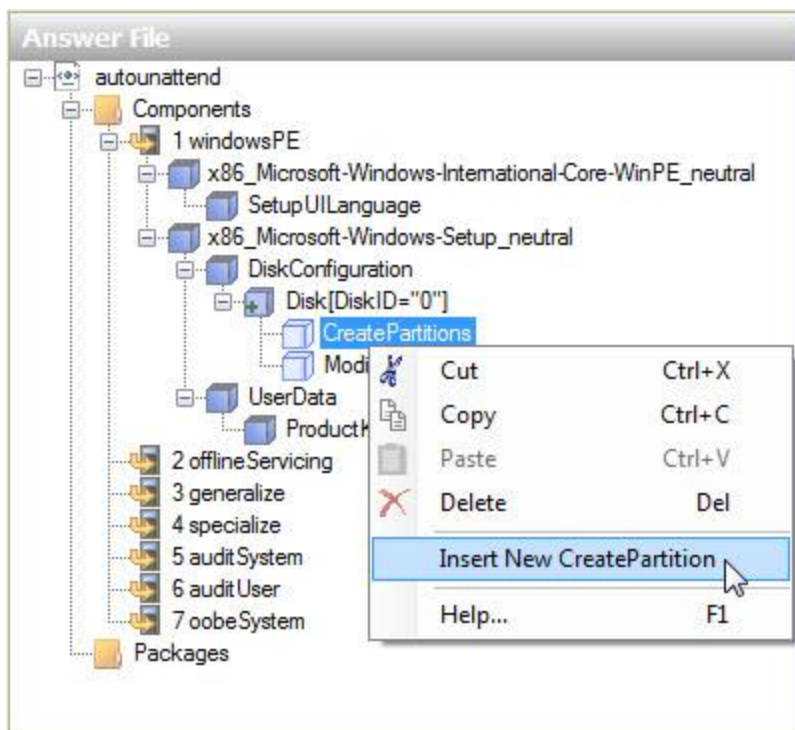 Answer File
autounattend
Components
1 windowsPE
x86_Microsoft-Windows-International-Core-WinPE_neutral
SetupUILanguage
x86_Microsoft-Windows-Setup_neutral
DiskConfiguration
Disk[DiskID="0"]
CreatePartitions
Modi
UserData
ProductK
2 offlineServicing
3 generalize
4 specialize
5 auditSystem
6 auditUser
7 oobeSystem
Packages
Cut Ctrl+X
Copy Ctrl+C
Paste Ctrl+V
Delete Del
Insert New CreatePartition
Help... F1